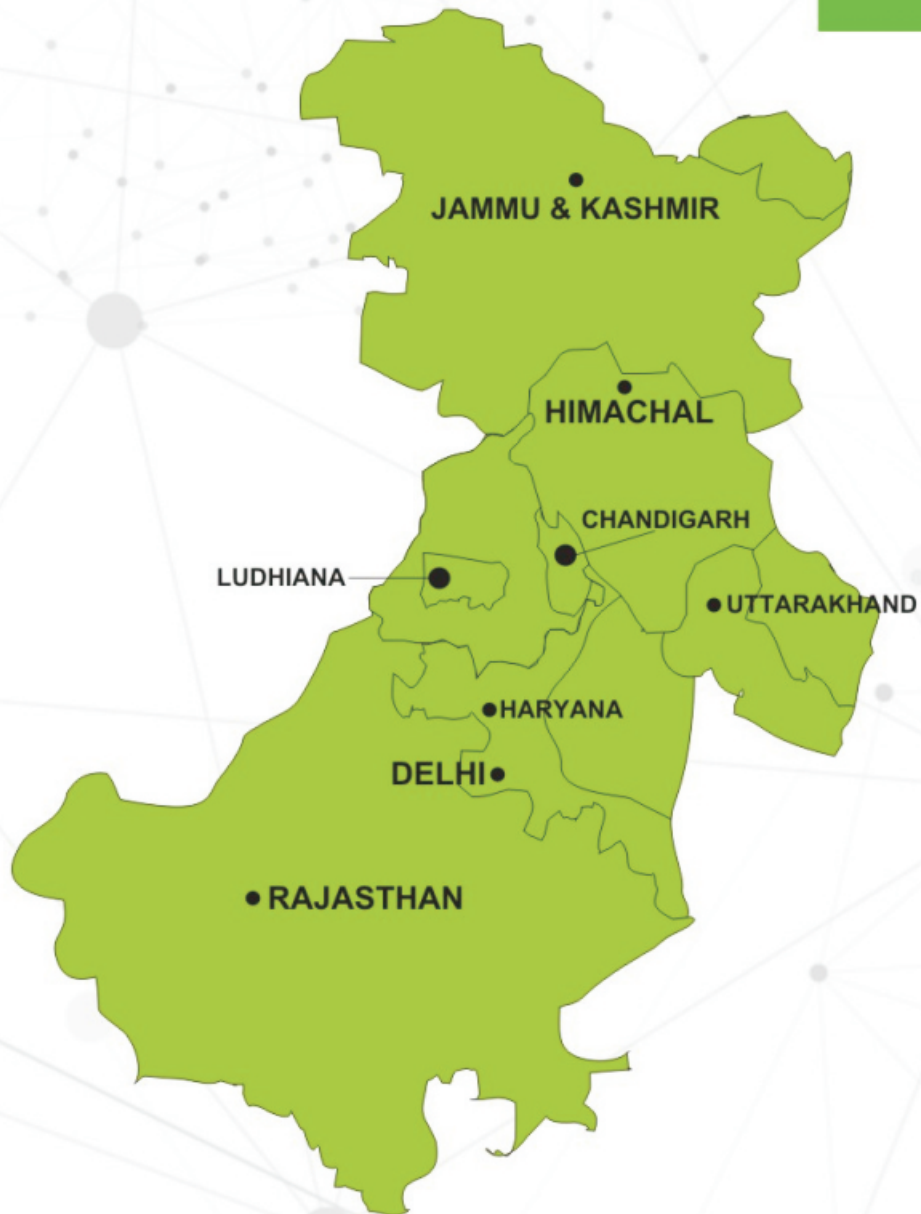 JAMMU & KASHMIR
HIMACHAL
CHANDIGARH
LUDHIANA
UTTARAKHAND
HARYANA
DELHI
RAJASTHAN